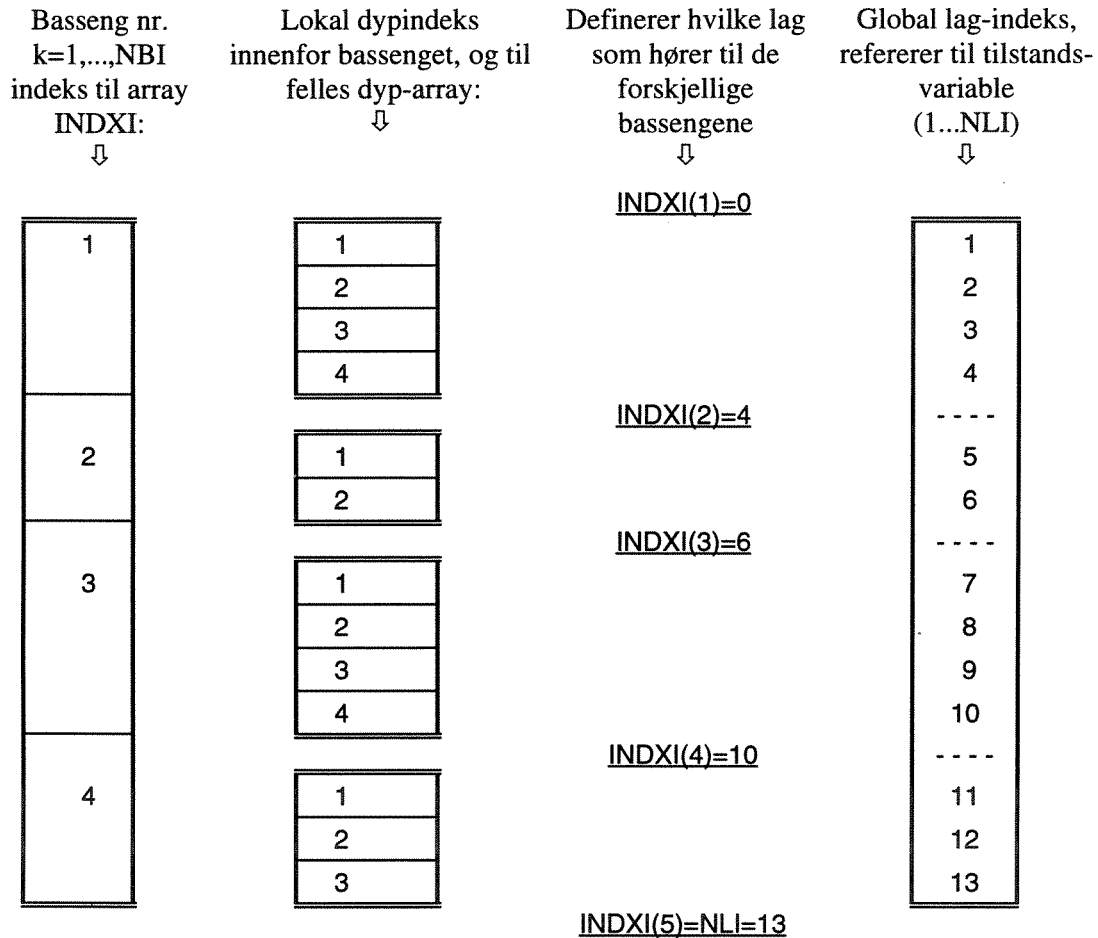 Basseng nr.
k=1,...,NBI
indeks til array
INDXI:
⇩
Lokal dypindeks
innenfor bassenget, og til
felles dyp-array:
⇩
Definerer hvilke lag
som hører til de
forskjellige
bassengene
⇩
Global lag-indeks,
refererer til tilstands-
variable
(1...NLI)
⇩
INDXI(1)=0
1 1 1
2 2
3 3
4 4
INDXI(2)=4 - - - -
2 1 5
2 6
INDXI(3)=6 - - - -
3 1 7
2 8
3 9
4 10
INDXI(4)=10 - - - -
4 1 11
2 12
3 13
INDXI(5)=NLI=13